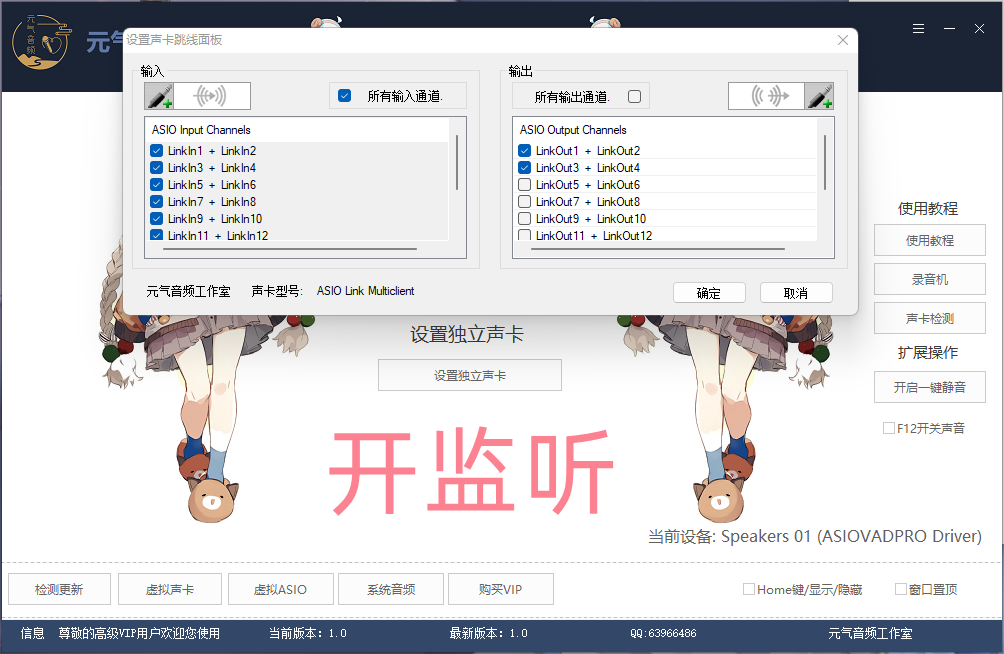 元气音频
元气
设置声卡跳线面板
输入
所有输入通道.
ASIO Input Channels
LinkIn1 + LinkIn2
LinkIn3 + LinkIn4
LinkIn5 + LinkIn6
LinkIn7 + LinkIn8
LinkIn9 + LinkIn10
LinkIn11 + LinkIn12
输出
所有输出通道.
ASIO Output Channels
LinkOut1 + LinkOut2
LinkOut3 + LinkOut4
LinkOut5 + LinkOut6
LinkOut7 + LinkOut8
LinkOut9 + LinkOut10
LinkOut11 + LinkOut12
元气音频工作室 声卡型号: ASIO Link Multiclient
确定
取消
使用教程
使用教程
录音机
声卡检测
扩展操作
开启一键静音
F12开关声音
设置独立声卡
设置独立声卡
开监听
当前设备: Speakers 01 (ASIOVADPRO Driver)
检测更新
虚拟声卡
虚拟ASIO
系统音频
购买VIP
Home键/显示/隐藏
窗口置顶
信息 尊敬的高级VIP用户欢迎您使用 当前版本: 1.0 最新版本: 1.0 QQ:63966486 元气音频工作室